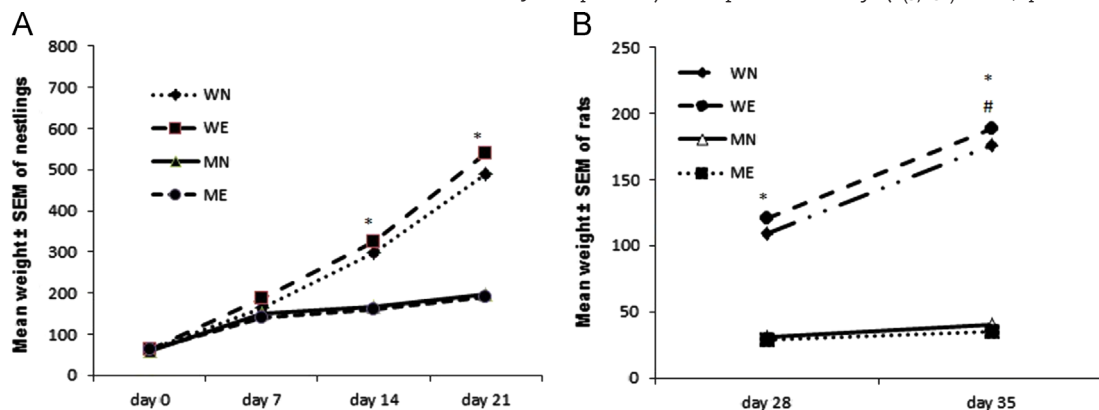 A
Mean weight± SEM of nestlings
800
700
600
500
400
300
200
100
0
WN
WE
MN
ME
*
*
day 0
day 7
day 14
day 21
B
Mean weight± SEM of rats
250
200
150
100
50
0
WN
WE
MN
ME
*
*
#
day 28
day 35